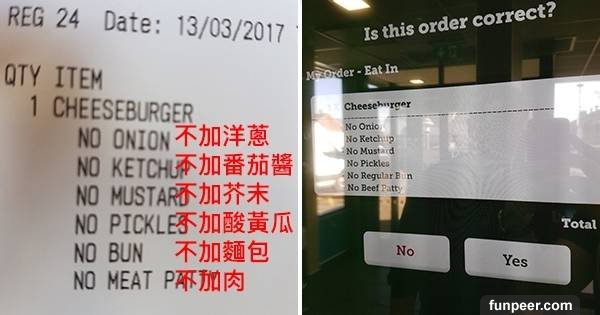 REG 24 Date: 13/03/2017
QTY ITEM
1 CHEESEBURGER
NO ONION 不加洋蔥
NO KETCHUP 不加番茄醬
NO MUSTARD 不加芥末
NO PICKLES 不加酸黃瓜
NO BUN 不加麵包
NO MEAT PATTY 不加肉
Is this order correct?
My Order - Eat In
Cheeseburger
No Onion
No Ketchup
No Mustard
No Pickles
No Regular Bun
No Beef Patty
Total
No
Yes
funpeer.com